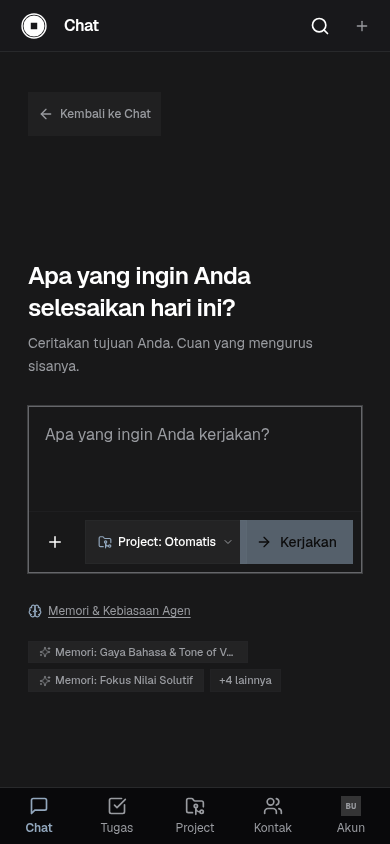 Chat
Kembali ke Chat
Apa yang ingin Anda
selesaikan hari ini?
Ceritakan tujuan Anda. Cuan yang mengurus
sisanya.
Apa yang ingin Anda kerjakan?
Project: Otomatis
Kerjakan
Memori & Kebiasaan Agen
Memori: Gaya Bahasa & Tone of V...
Memori: Fokus Nilai Solutif
+4 lainnya
BU
Chat
Tugas
Project
Kontak
Akun